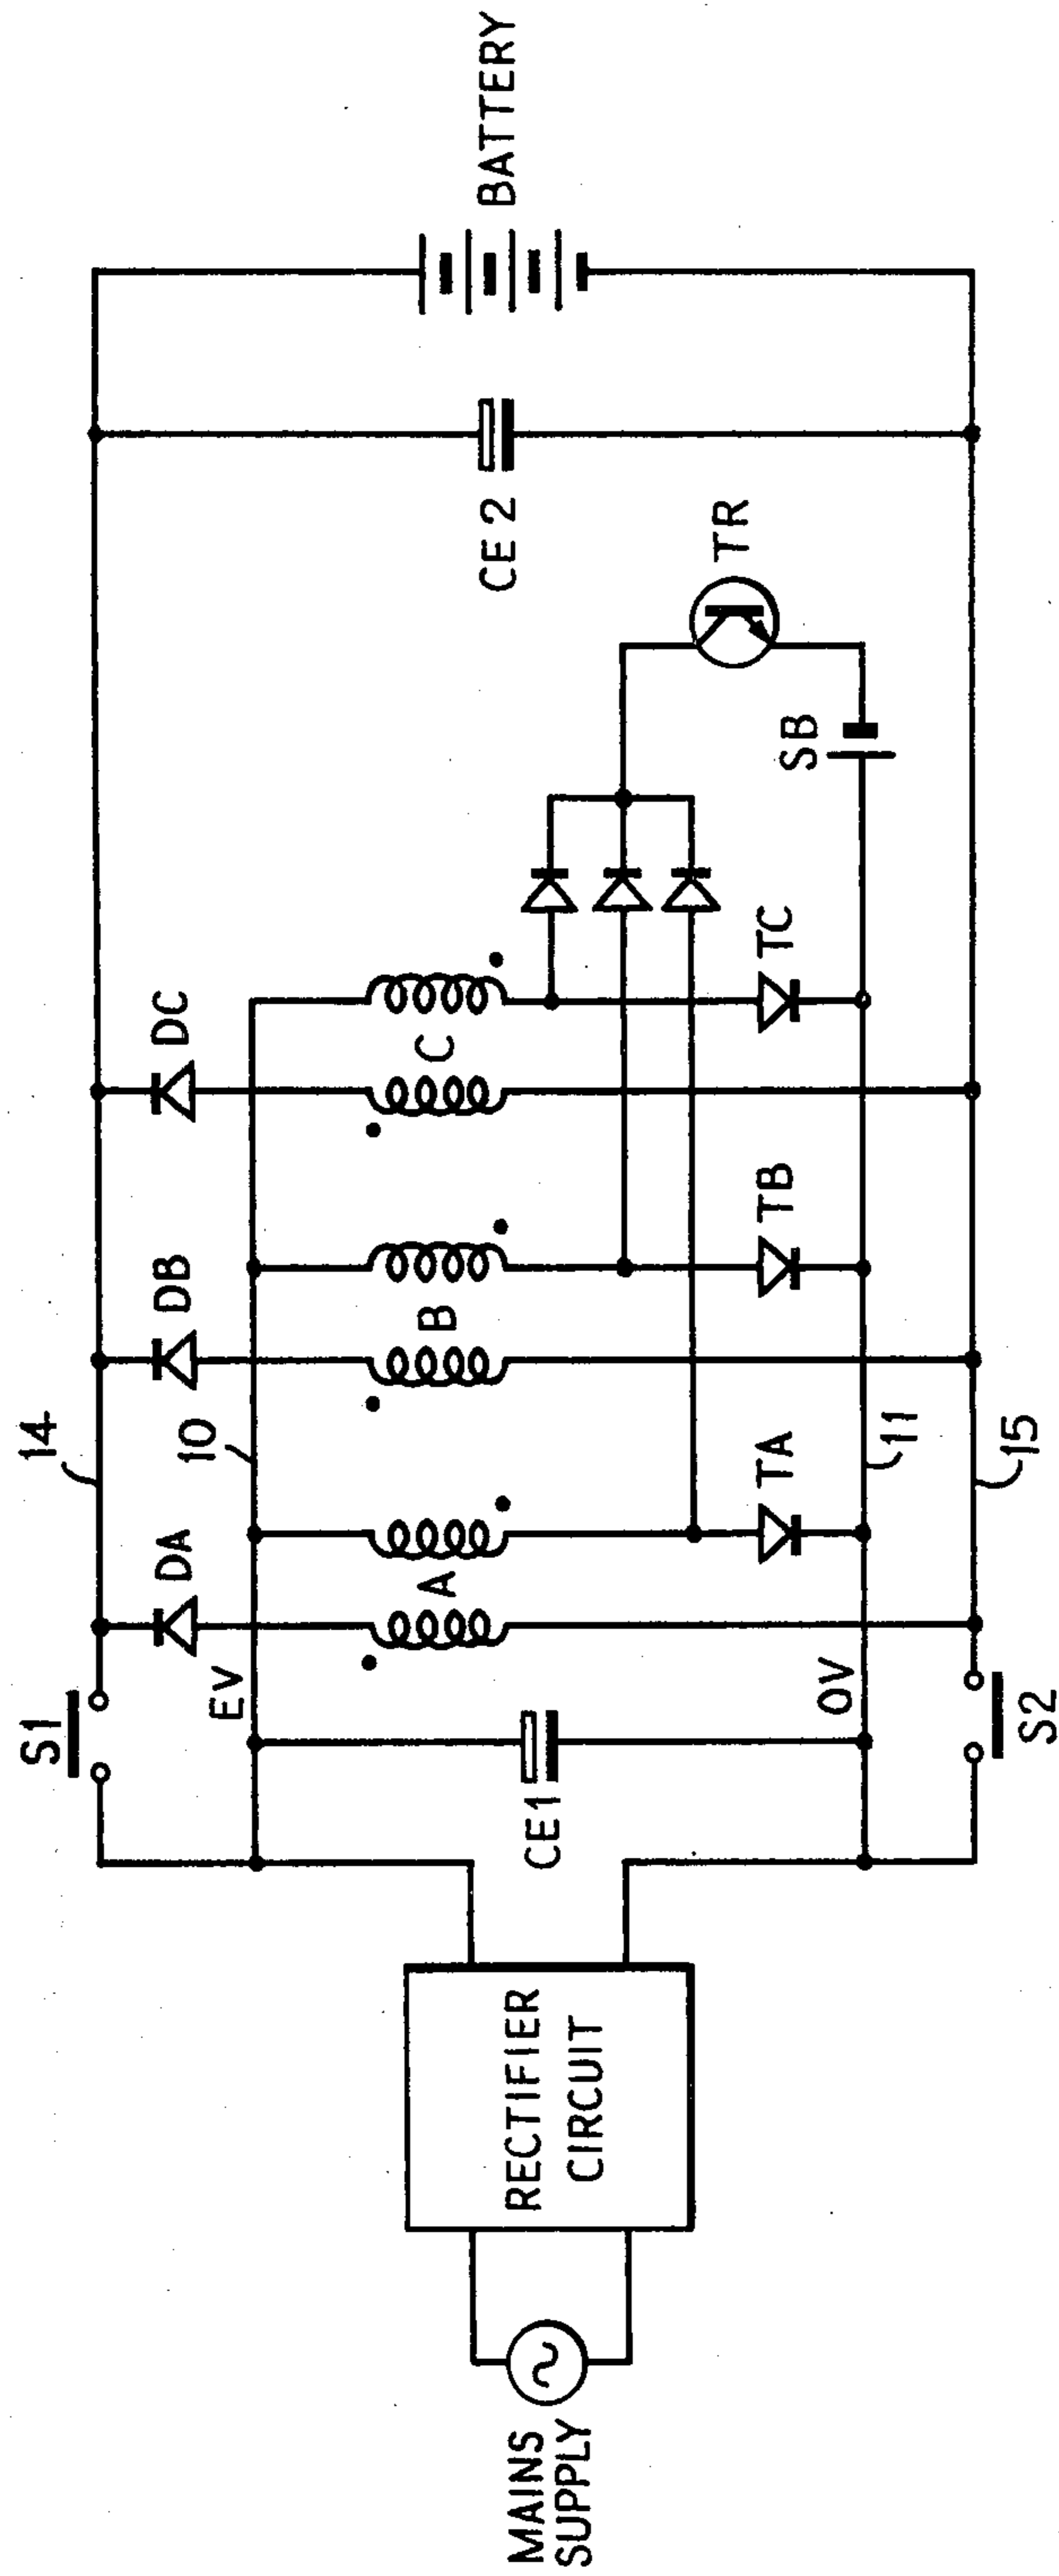 MAINS
SUPPLY
RECTIFIER
CIRCUIT
S1
14
EV
10
CE1
0V
S2
DA
A
TA
11
15
DB
B
TB
DC
C
TC
SB
TR
CE 2
BATTERY